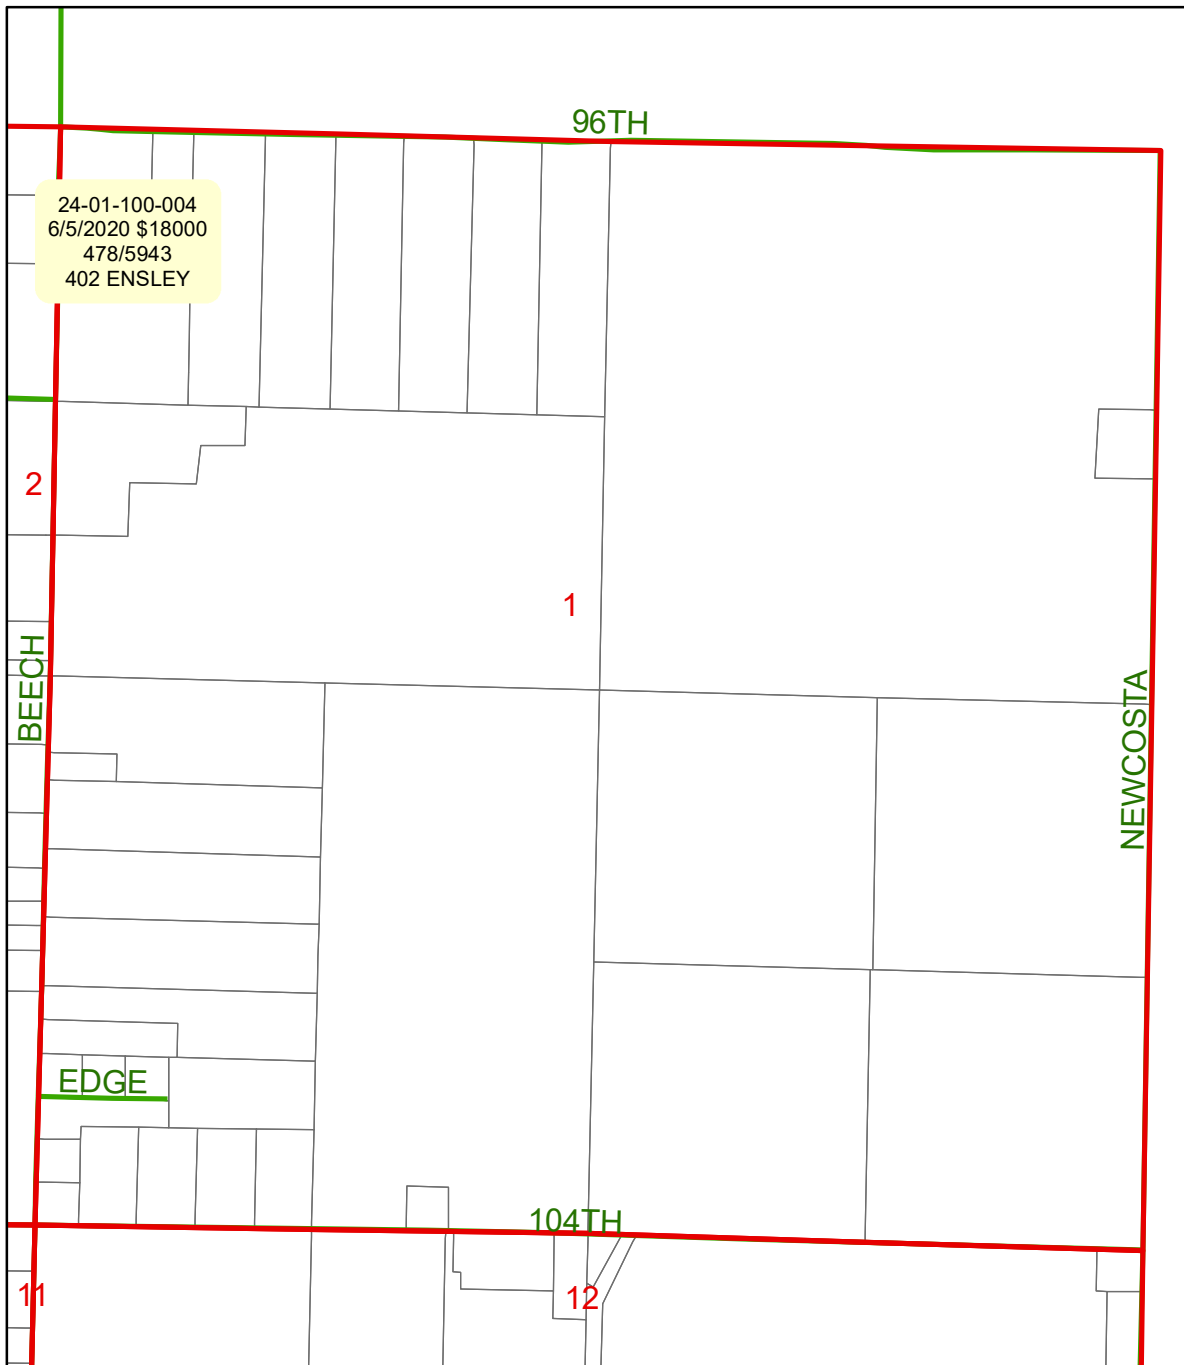 96TH
24-01-100-004
6/5/2020 $18000
478/5943
402 ENSLEY
2
1
BEECH
NEWCOSTA
EDGE
104TH
11
12